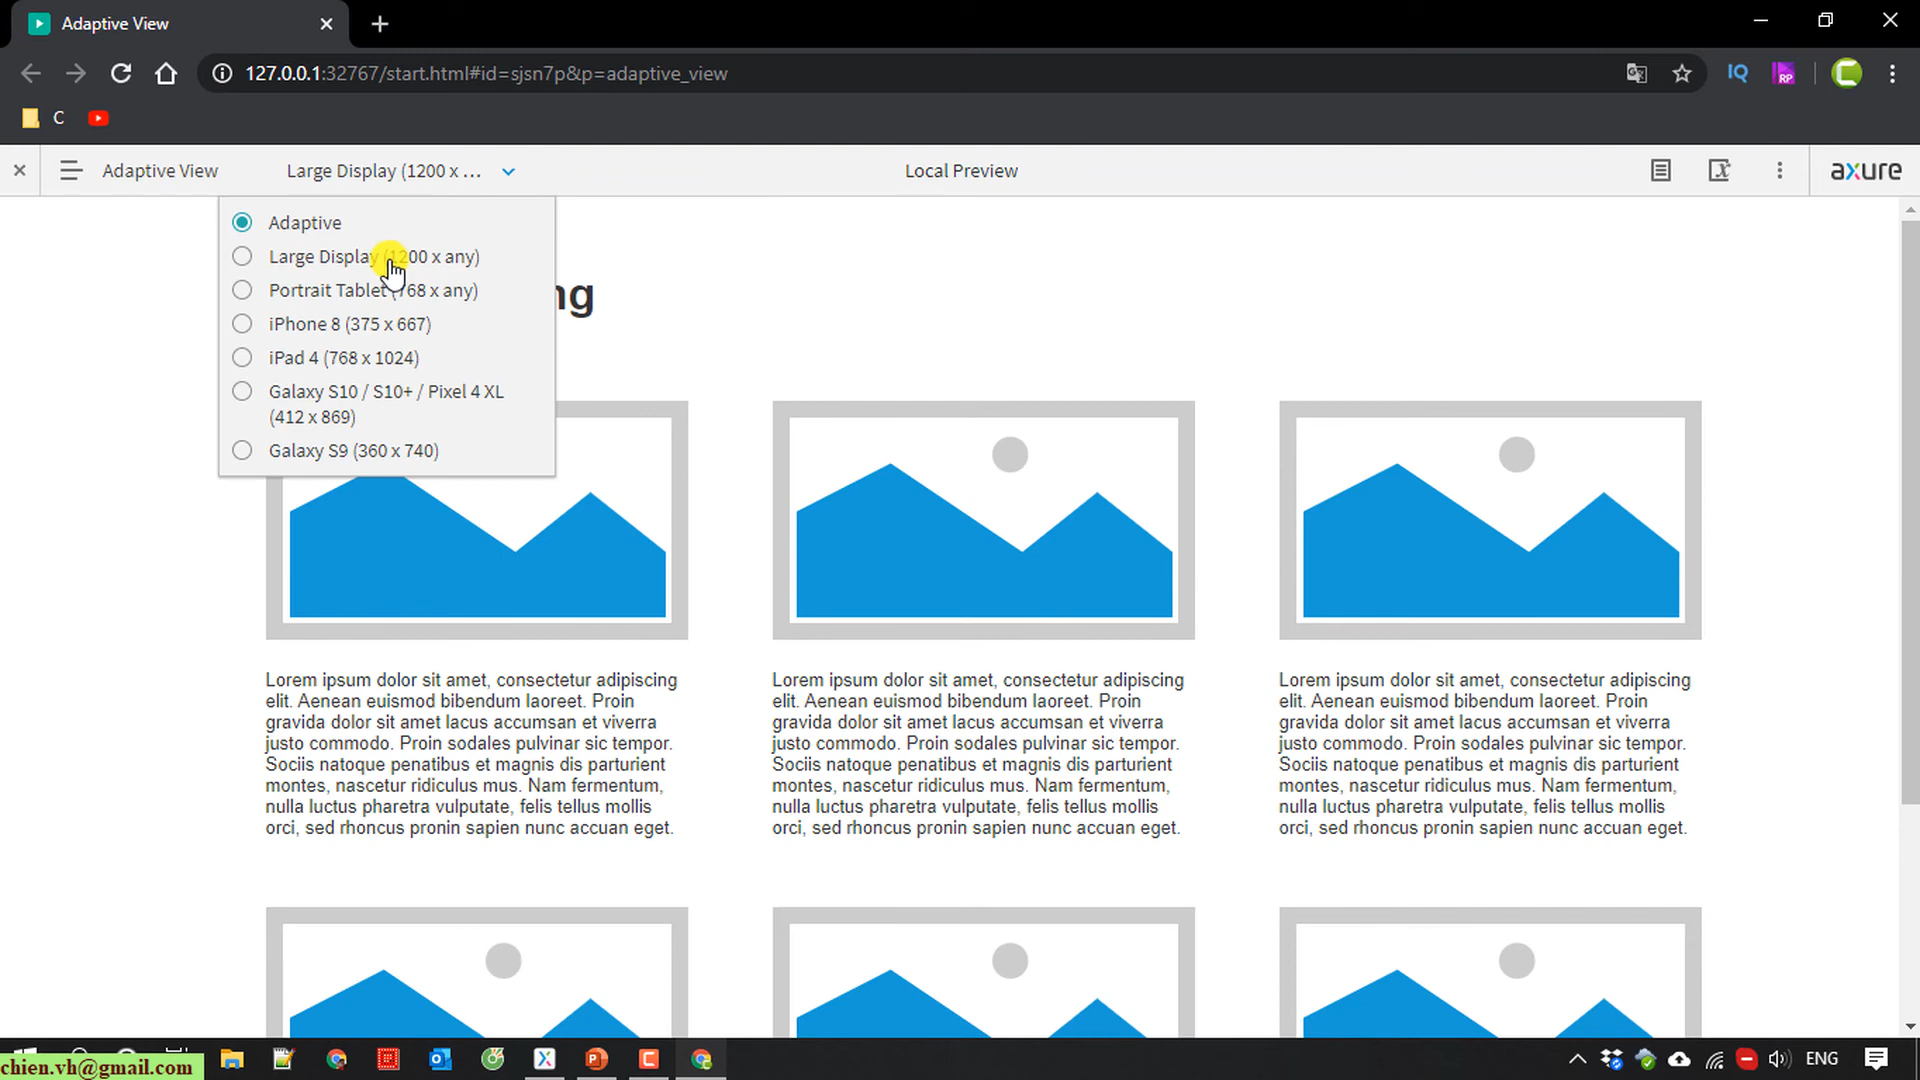 Adaptive View
127.0.0.1:32767/start.html#id=sjsn7p&p=adaptive_view
IQ
RP
C
Adaptive View
Large Display (1200 x ...
Local Preview
axure
Adaptive
Large Display (1200 x any)
Portrait Tablet (768 x any)
iPhone 8 (375 x 667)
iPad 4 (768 x 1024)
Galaxy S10 / S10+ / Pixel 4 XL
(412 x 869)
Galaxy S9 (360 x 740)
ng
Lorem ipsum dolor sit amet, consectetur adipiscing
elit. Aenean euismod bibendum laoreet. Proin
gravida dolor sit amet lacus accumsan et viverra
justo commodo. Proin sodales pulvinar sic tempor.
Sociis natoque penatibus et magnis dis parturient
montes, nascetur ridiculus mus. Nam fermentum,
nulla luctus pharetra vulputate, felis tellus mollis
orci, sed rhoncus pronin sapien nunc accuan eget.
Lorem ipsum dolor sit amet, consectetur adipiscing
elit. Aenean euismod bibendum laoreet. Proin
gravida dolor sit amet lacus accumsan et viverra
justo commodo. Proin sodales pulvinar sic tempor.
Sociis natoque penatibus et magnis dis parturient
montes, nascetur ridiculus mus. Nam fermentum,
nulla luctus pharetra vulputate, felis tellus mollis
orci, sed rhoncus pronin sapien nunc accuan eget.
Lorem ipsum dolor sit amet, consectetur adipiscing
elit. Aenean euismod bibendum laoreet. Proin
gravida dolor sit amet lacus accumsan et viverra
justo commodo. Proin sodales pulvinar sic tempor.
Sociis natoque penatibus et magnis dis parturient
montes, nascetur ridiculus mus. Nam fermentum,
nulla luctus pharetra vulputate, felis tellus mollis
orci, sed rhoncus pronin sapien nunc accuan eget.
chien.vh@gmail.com
ENG